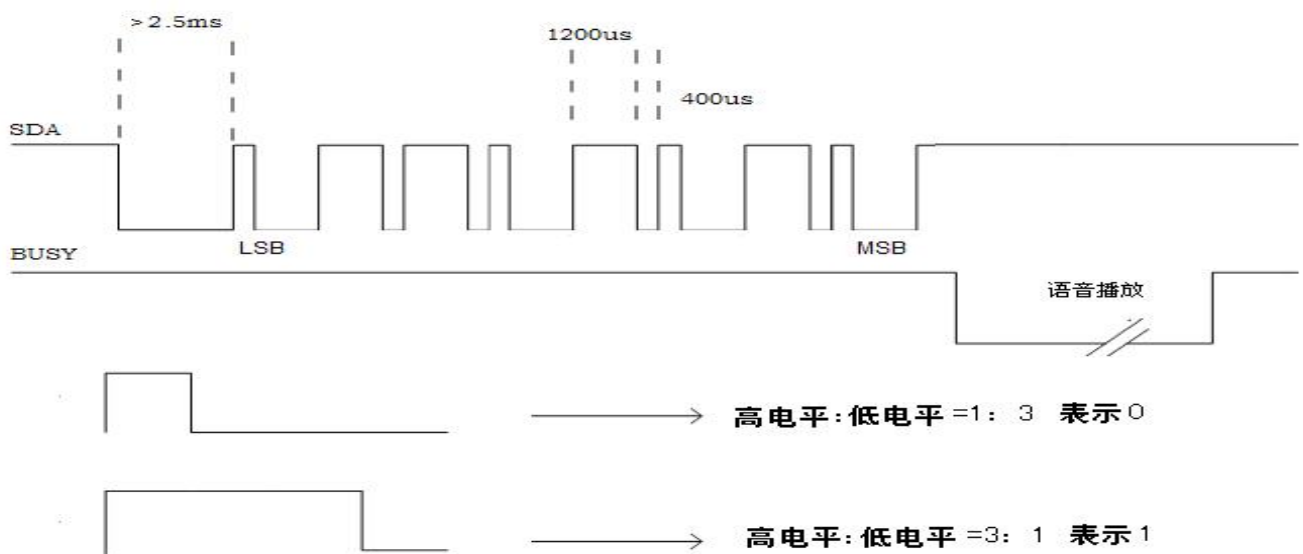 >2.5ms
1200us
400us
SDA
LSB
MSB
BUSY
语音播放
高电平:低电平=1: 3 表示0
高电平:低电平=3: 1 表示1